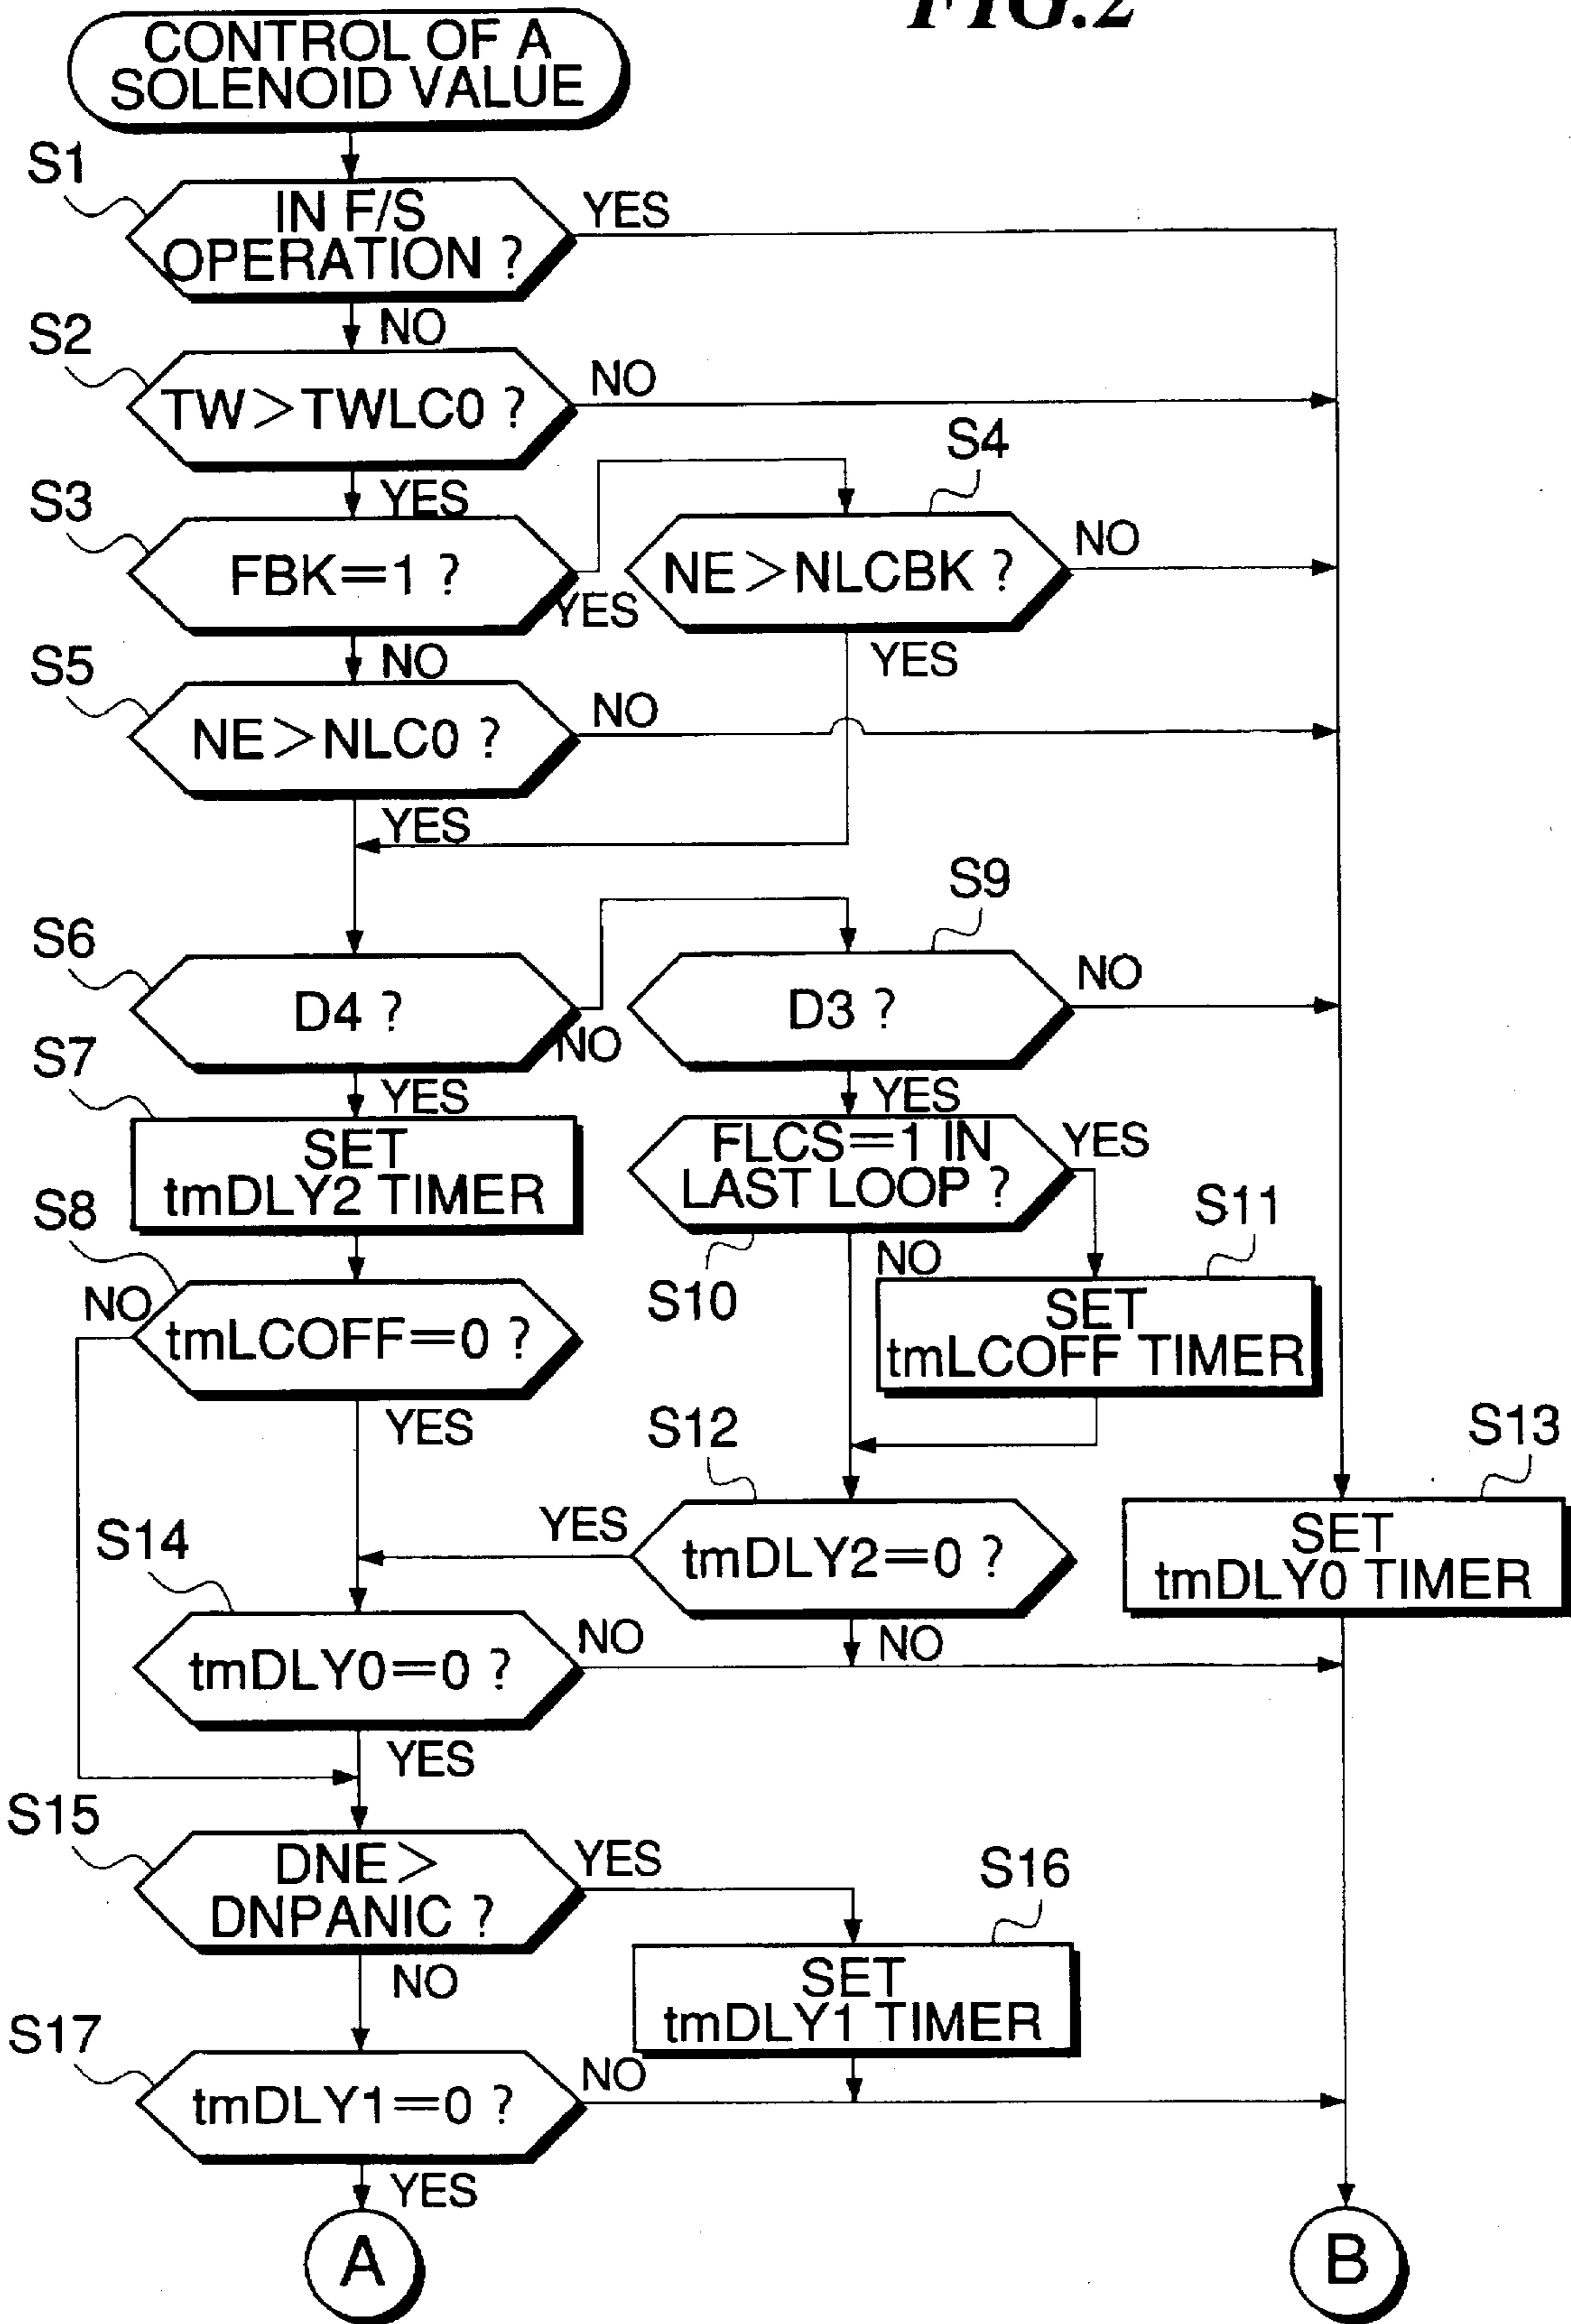 FIG.2
CONTROL OF A
SOLENOID VALUE
S1
IN F/S
OPERATION ?
YES
NO
S2
TW>TWLC0 ?
NO
YES
S3
FBK=1 ?
YES
NO
S4
NE>NLCBK ?
NO
YES
S5
NE>NLC0 ?
NO
YES
S6
D4 ?
NO
YES
S9
D3 ?
NO
YES
S7
SET
tmDLY2 TIMER
FLCS=1 IN
LAST LOOP ?
YES
NO
S10
S11
SET
tmLCOFF TIMER
S8
NO
tmLCOFF=0 ?
YES
S12
YES
tmDLY2=0 ?
NO
S13
SET
tmDLY0 TIMER
S14
tmDLY0=0 ?
NO
YES
S15
DNE>
DNPANIC ?
YES
NO
S16
SET
tmDLY1 TIMER
S17
tmDLY1=0 ?
NO
YES
A
B